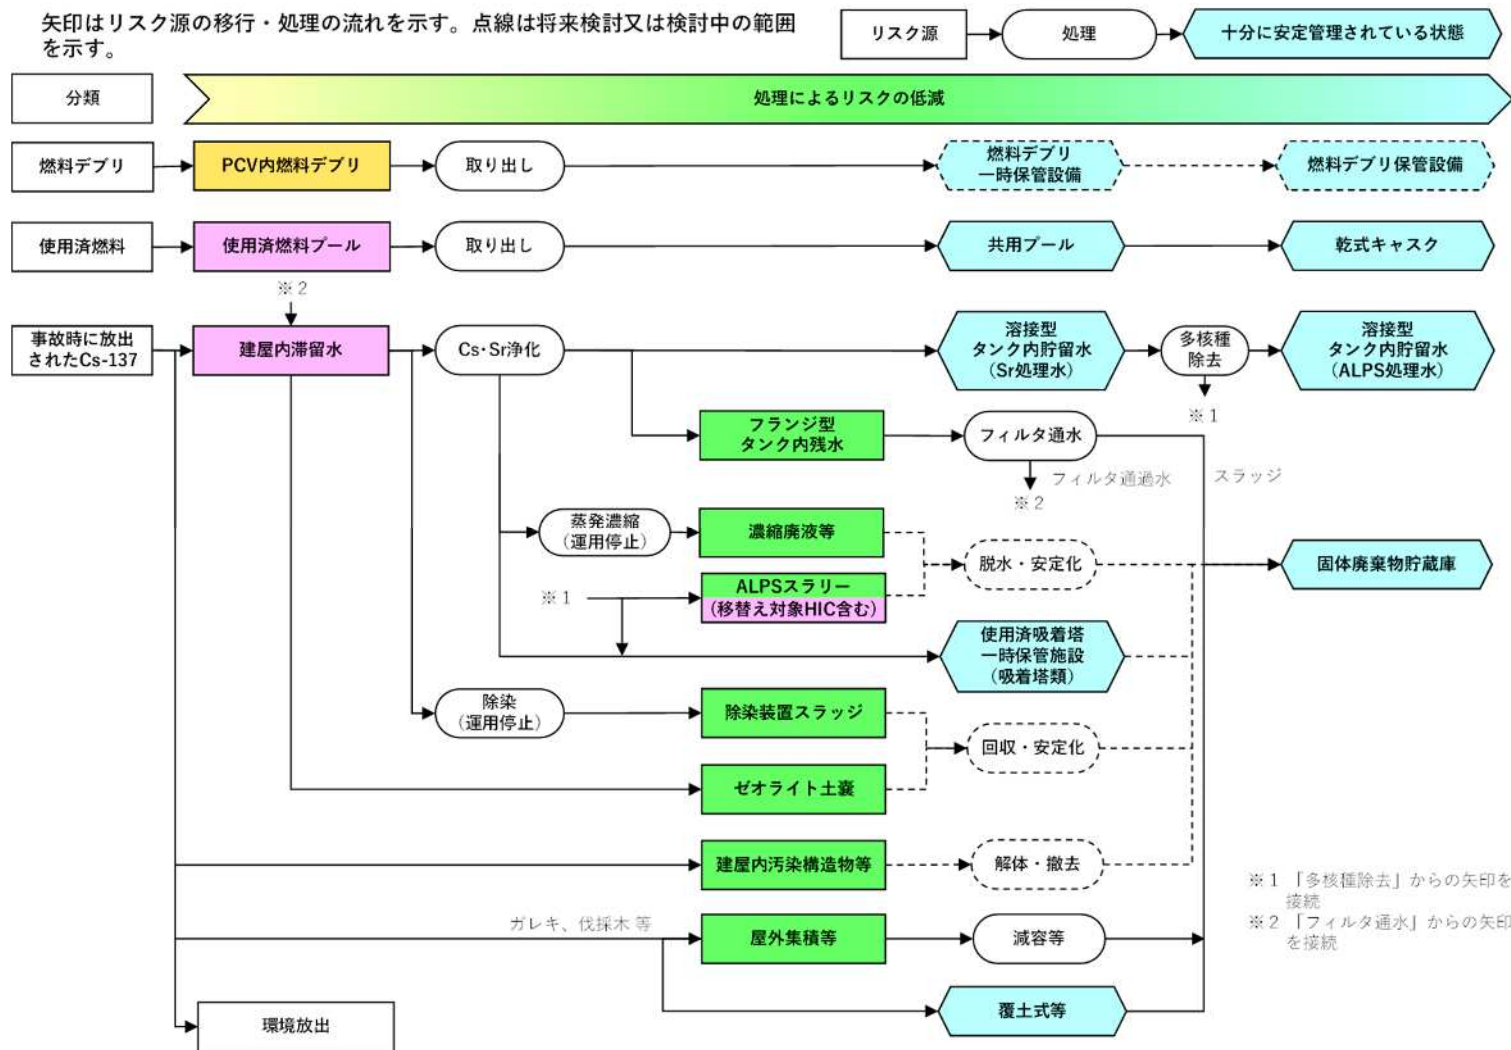 矢印はリスク源の移行・処理の流れを示す。点線は将来検討又は検討中の範囲
を示す。
リスク源
処理
十分に安定管理されている状態
分類
処理によるリスクの低減
燃料デブリ
PCV内燃料デブリ
取り出し
燃料デブリ
一時保管設備
燃料デブリ保管設備
使用済燃料
使用済燃料プール
取り出し
共用プール
乾式キャスク
※2
事故時に放出
されたCs-137
建屋内滞留水
Cs・Sr浄化
溶接型
タンク内貯留水
(Sr処理水)
多核種
除去
溶接型
タンク内貯留水
(ALPS処理水)
※1
フランジ型
タンク内残水
フィルタ通水
フィルタ通過水
スラッジ
※2
蒸発濃縮
(運用停止)
濃縮廃液等
脱水・安定化
固体廃棄物貯蔵庫
※1
ALPSスラリー
(移替え対象HIC含む)
使用済吸着塔
一時保管施設
(吸着塔類)
除染
(運用停止)
除染装置スラッジ
回収・安定化
ゼオライト土嚢
建屋内汚染構造物等
解体・撤去
※1 「多核種除去」からの矢印を
接続
※2 「フィルタ通水」からの矢印
を接続
ガレキ、伐採木 等
屋外集積等
減容等
覆土式等
環境放出